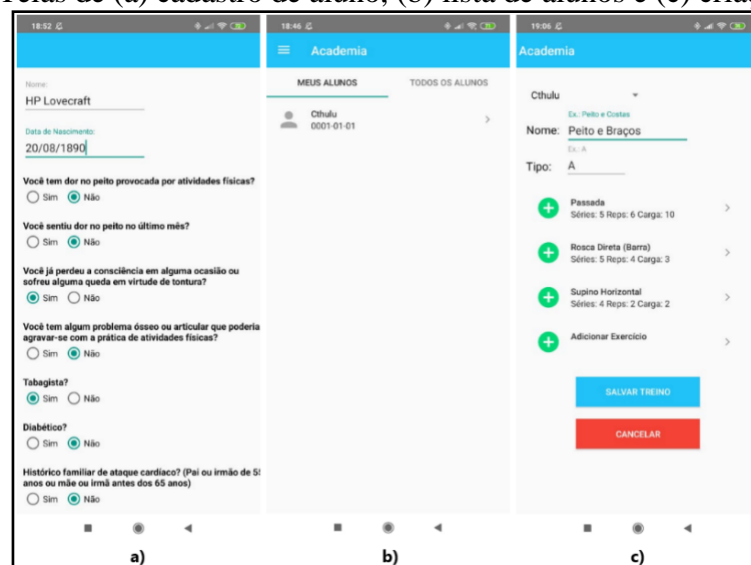 Telas de (a) cadastro de aluno, (b) lista de alunos e (c)
18:52
Nome:
HP Lovecraft
Data de Nascimento:
20/08/1890
Você tem dor no peito provocada por atividades físicas?
Sim Não
Você sentiu dor no peito no último mês?
Sim Não
Você já perdeu a consciência em alguma ocasião ou
sofreu alguma queda em virtude de tontura?
Sim Não
Você tem algum problema ósseo ou articular que poderia
agravar-se com a prática de atividades físicas?
Sim Não
Tabagista?
Sim Não
Diabético?
Sim Não
Histórico familiar de ataque cardíaco? (Pai ou irmão de
anos ou mãe ou irmã antes dos 65 anos)
Sim Não
a)
18:46
Academia
MEUS ALUNOS TODOS OS ALUNOS
Cthulu
0001-01-01
b)
19:06
Academia
Cthulu
Ex.: Peito e Costas
Nome: Peito e Braços
Ex.: A
Tipo: A
Passada
Séries: 5 Reps: 6 Carga: 10
Rosca Direta (Barra)
Séries: 5 Reps: 4 Carga: 3
Supino Horizontal
Séries: 4 Reps: 2 Carga: 2
Adicionar Exercício
SALVAR TREINO
CANCELAR
c)